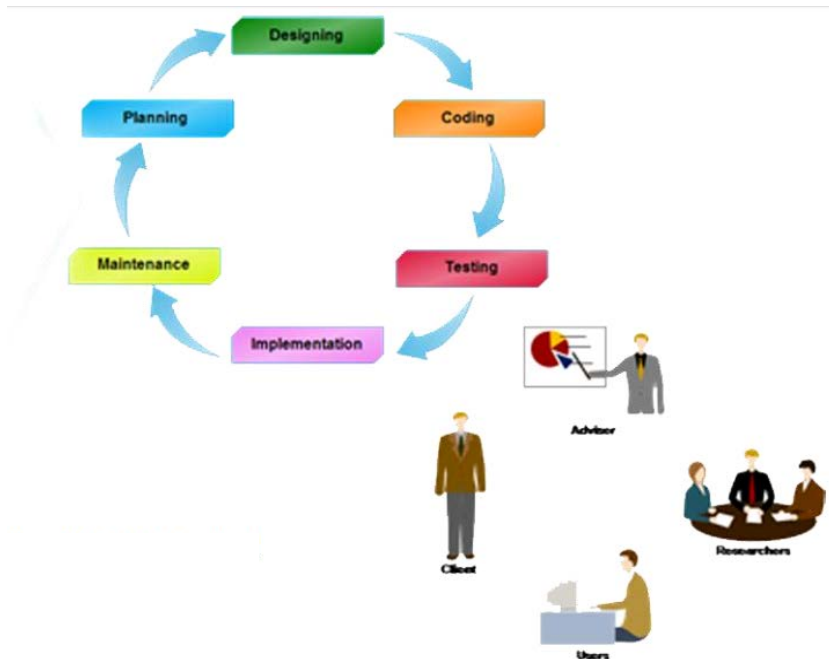 Designing
Planning
Coding
Maintenance
Testing
Implementation
Adviser
Researchers
Client
Users